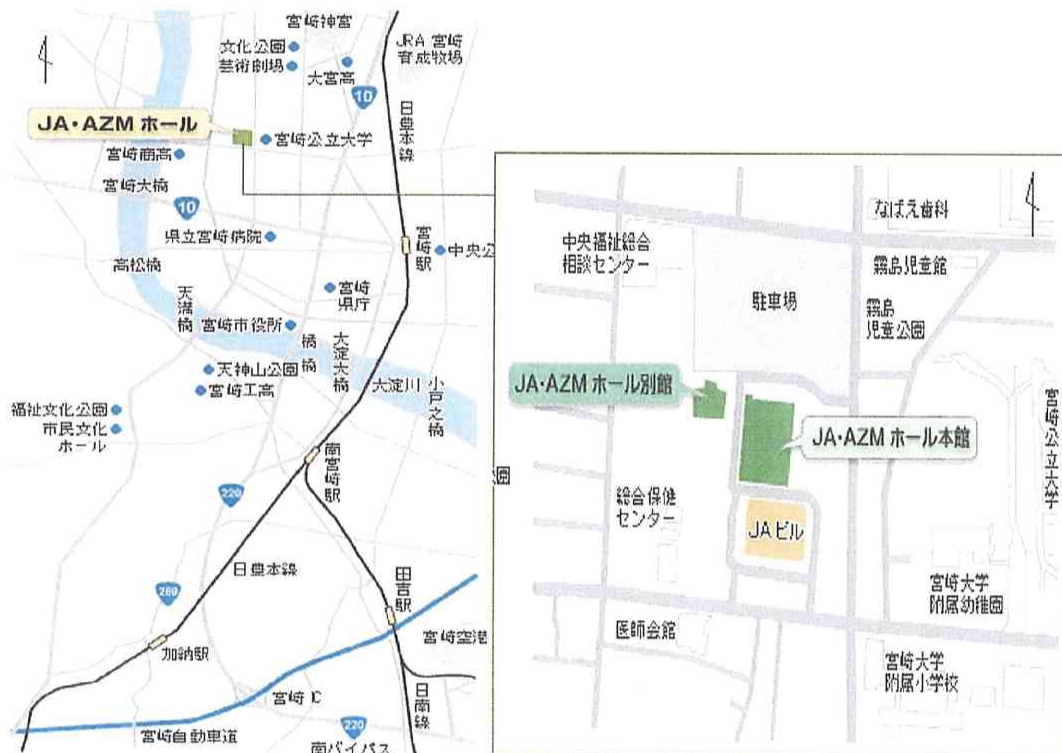 宮崎神宮
文化公園
芸術劇場
大宮高
JRA 宮崎
育成牧場
10
日豊本線
JA・AZM ホール
宮崎公立大学
宮崎商高
宮崎大橋
10
県立宮崎病院
宮崎駅
中央公
高松橋
宮崎
県庁
天満橋
宮崎市役所
橘橋
大淀大橋
天神山公園
宮崎工高
大淀川
小戸之橋
福祉文化公園
市民文化
ホール
南宮崎駅
220
日豊本線
269
田吉駅
宮崎空港
加納駅
宮崎 IC
日南線
宮崎自動車道
220
南バイパス
園
なばえ歯科
中央福祉総合
相談センター
霧島児童館
駐車場
霧島
児童公園
JA・AZM ホール別館
JA・AZM ホール本館
宮崎公立大学
総合保健
センター
JA ビル
宮崎大学
附属幼稚園
医師会館
宮崎大学
附属小学校